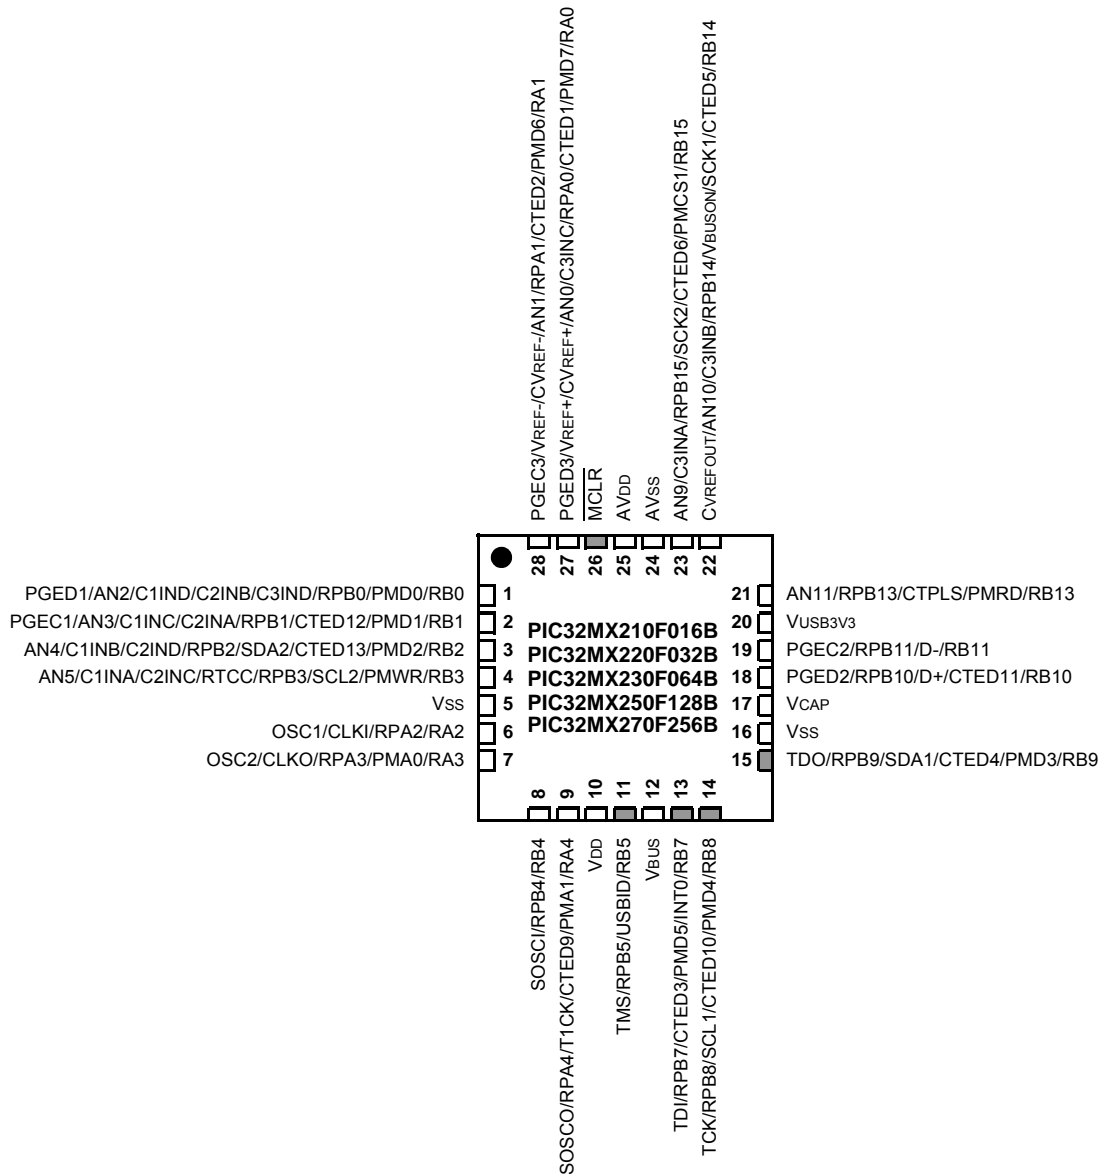 PGEC3/VREF-/CVREF-/AN1/RPA1/CTED2/PMD6/RA1
PGED3/VREF+/CVREF+/AN0/C3INC/RPA0/CTED1/PMD7/RA0
MCLR
AVDD
AVSS
AN9/C3INA/RPB15/SCK2/CTED6/PMCS1/RB15
CVREFOUT/AN10/C3INB/RPB14/VBUSON/SCK1/CTED5/RB14
28
27
26
25
24
23
22
PGED1/AN2/C1IND/C2INB/C3IND/RPB0/PMD0/RB0
1
PGEC1/AN3/C1INC/C2INA/RPB1/CTED12/PMD1/RB1
2
AN4/C1INB/C2IND/RPB2/SDA2/CTED13/PMD2/RB2
3
AN5/C1INA/C2INC/RTCC/RPB3/SCL2/PMWR/RB3
4
VSS
5
OSC1/CLKI/RPA2/RA2
6
OSC2/CLKO/RPA3/PMA0/RA3
7
PIC32MX210F016B
PIC32MX220F032B
PIC32MX230F064B
PIC32MX250F128B
PIC32MX270F256B
21
AN11/RPB13/CTPLS/PMRD/RB13
20
VUSB3V3
19
PGEC2/RPB11/D-/RB11
18
PGED2/RPB10/D+/CTED11/RB10
17
VCAP
16
VSS
15
TDO/RPB9/SDA1/CTED4/PMD3/RB9
8
9
10
11
12
13
14
SOSCI/RPB4/RB4
SOSCO/RPA4/T1CK/CTED9/PMA1/RA4
VDD
TMS/RPB5/USBID/RB5
VBUS
TDI/RPB7/CTED3/PMD5/INT0/RB7
TCK/RPB8/SCL1/CTED10/PMD4/RB8